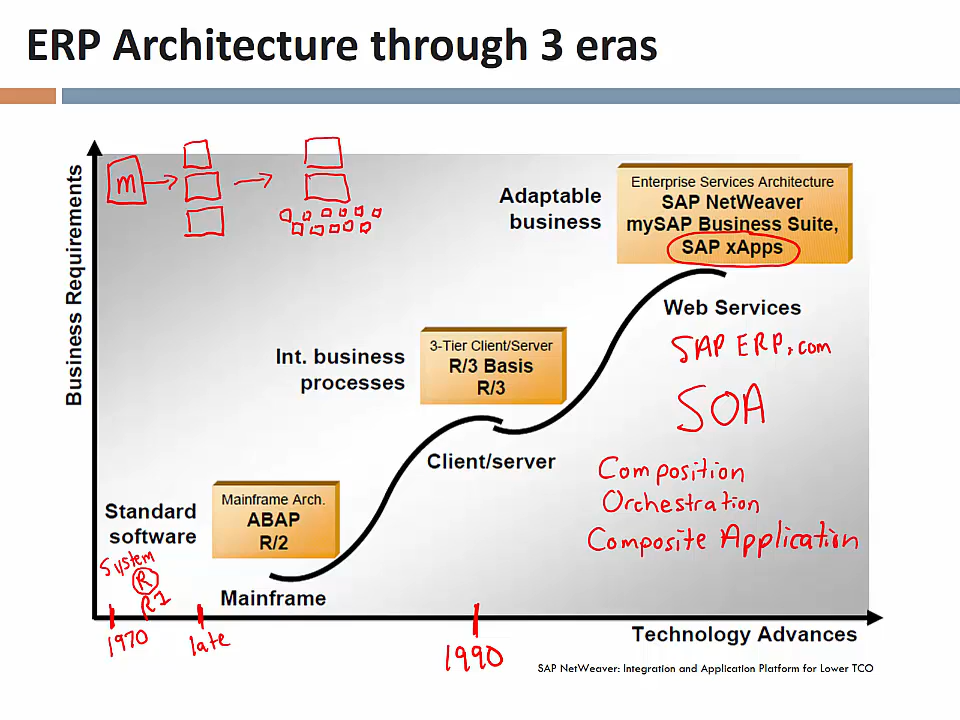 ERP Architecture through 3 eras
Business Requirements
m
Adaptable
business
Enterprise Services Architecture
SAP NetWeaver
mySAP Business Suite,
SAP xApps
Web Services
SAP ERP.com
SOA
Composition
Orchestration
Composite Application
Int. business
processes
3-Tier Client/Server
R/3 Basis
R/3
Client/server
Standard
software
Mainframe Arch.
ABAP
R/2
Mainframe
System
R
R1
1970
late
1990
Technology Advances
SAP NetWeaver: Integration and Application Platform for Lower TCO